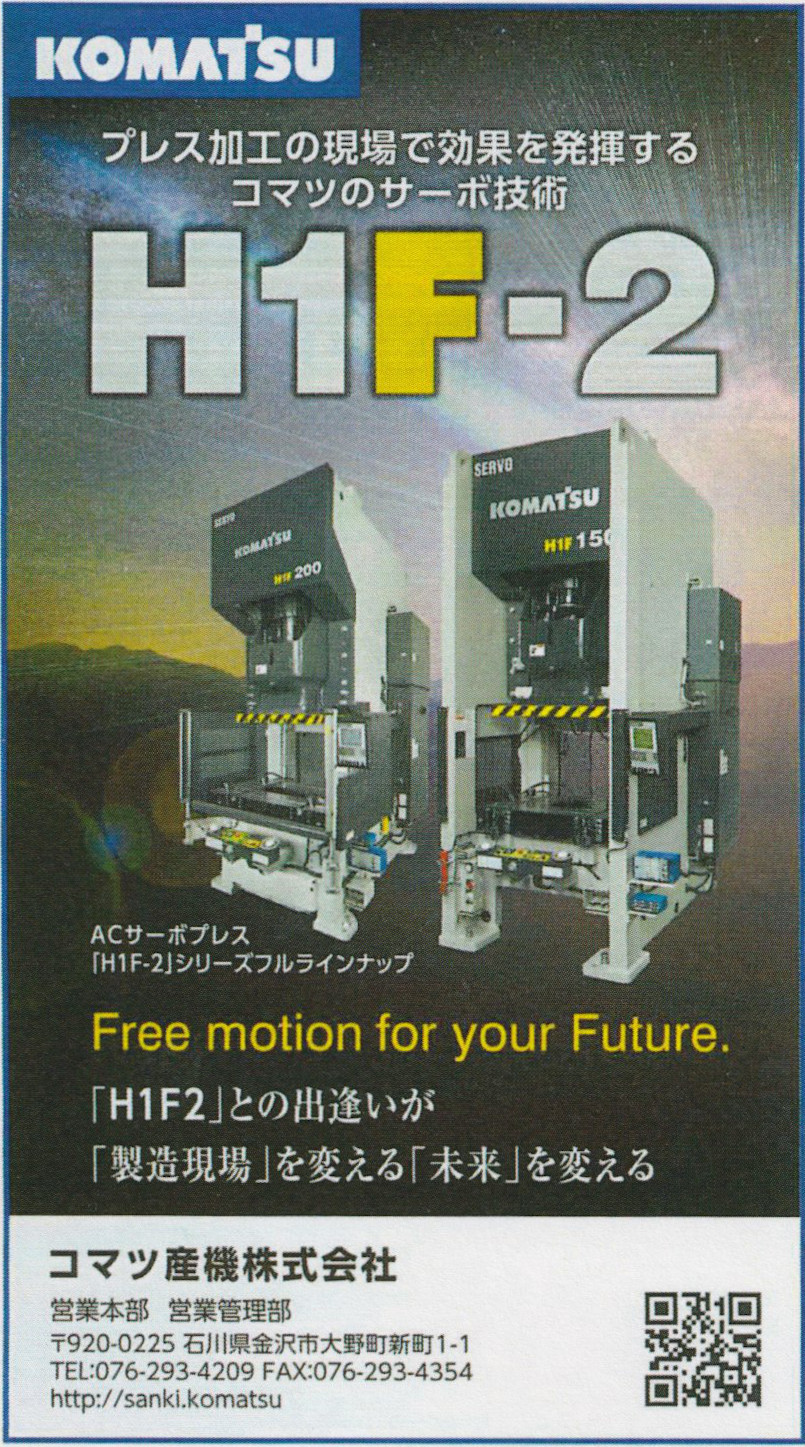 KOMATSU
プレス加工の現場で効果を発揮する
コマツのサーボ技術
H1F-2
SERVO
KOMATSU
H1F 200
SERVO
KOMATSU
H1F 150
ACサーボプレス
「H1F-2」シリーズフルラインナップ
Free motion for your Future.
「H1F2」との出逢いが
「製造現場」を変える「未来」を変える
コマツ産機株式会社
営業本部 営業管理部
〒920-0225 石川県金沢市大野町新町1-1
TEL:076-293-4209 FAX:076-293-4354
http://sanki.komatsu